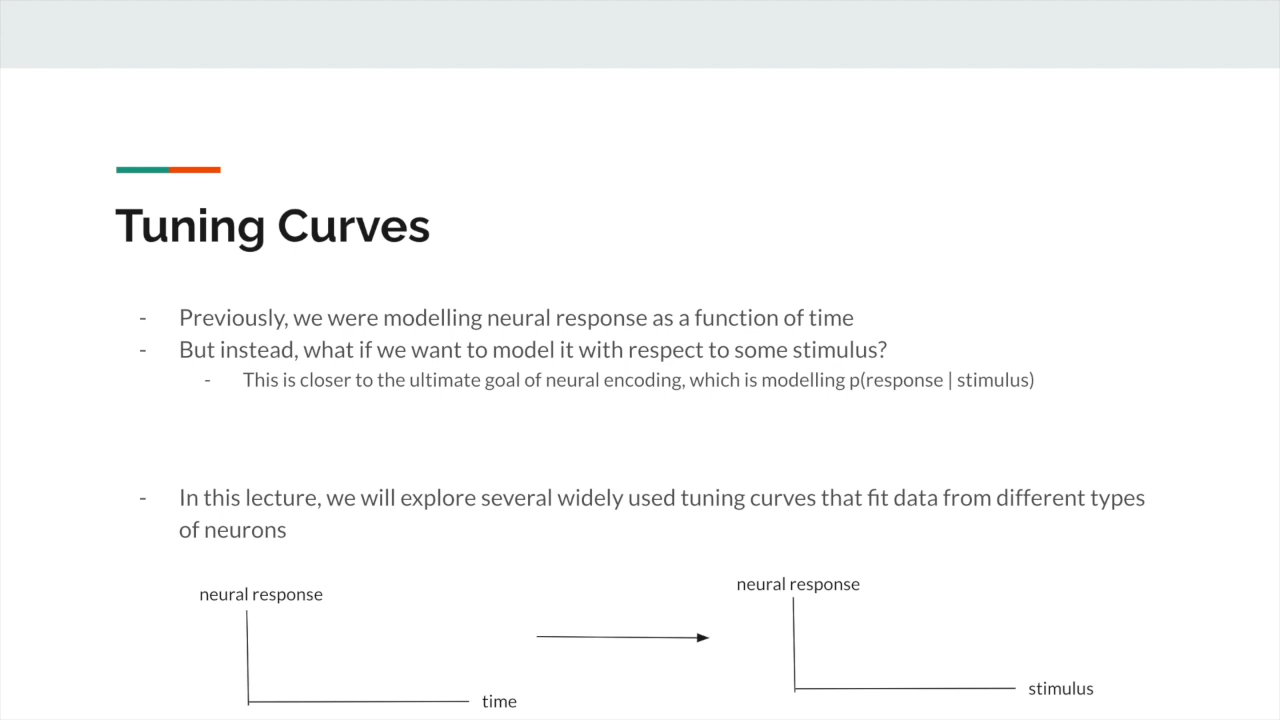 Tuning Curves
- Previously, we were modelling neural response as a function of time
- But instead, what if we want to model it with respect to some stimulus?
- This is closer to the ultimate goal of neural encoding, which is modelling p(response | stimulus)
- In this lecture, we will explore several widely used tuning curves that fit data from different types
of neurons
neural response
time
neural response
stimulus